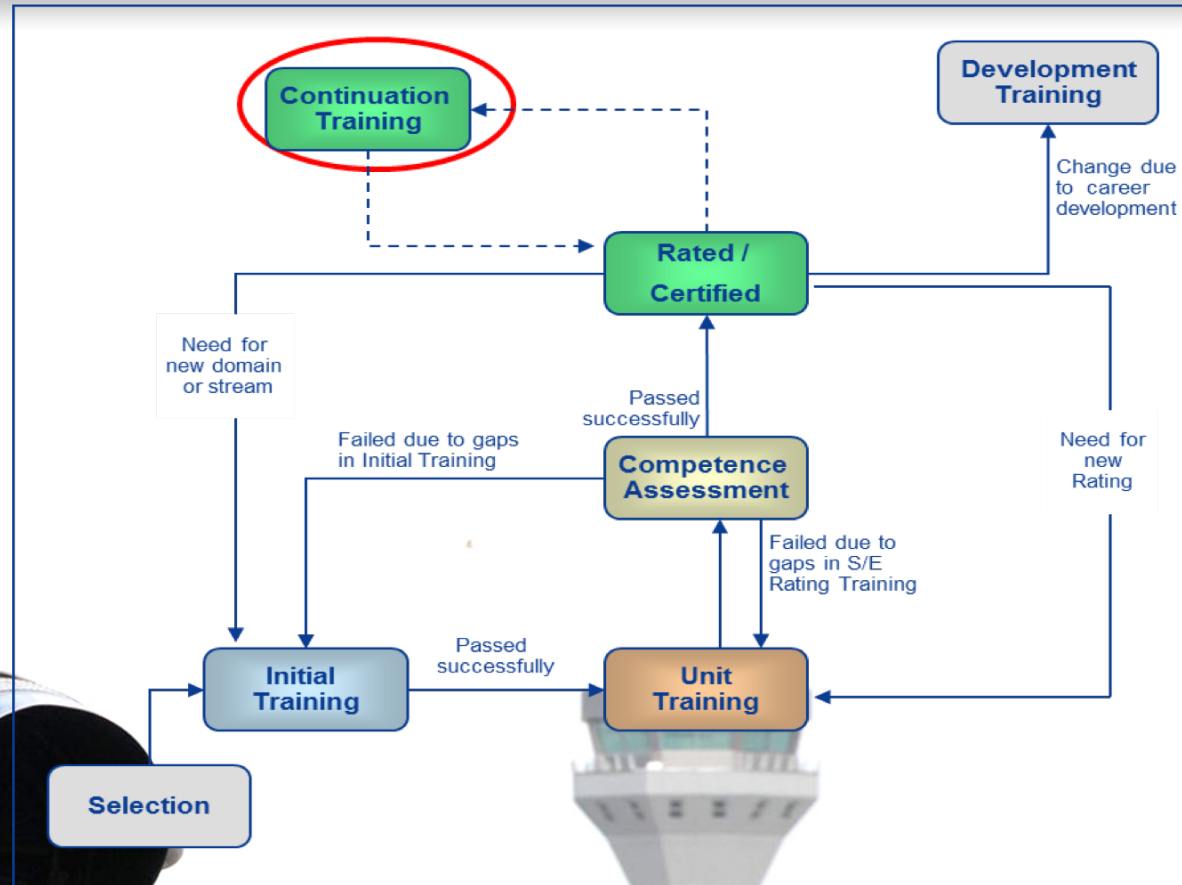 Continuation
Training
Development
Training
Change due
to career
development
Rated /
Certified
Need for
new domain
or stream
Passed
successfully
Failed due to gaps
in Initial Training
Competence
Assessment
Need for
new
Rating
Failed due to
gaps in S/E
Rating Training
Initial
Training
Passed
successfully
Unit
Training
Selection